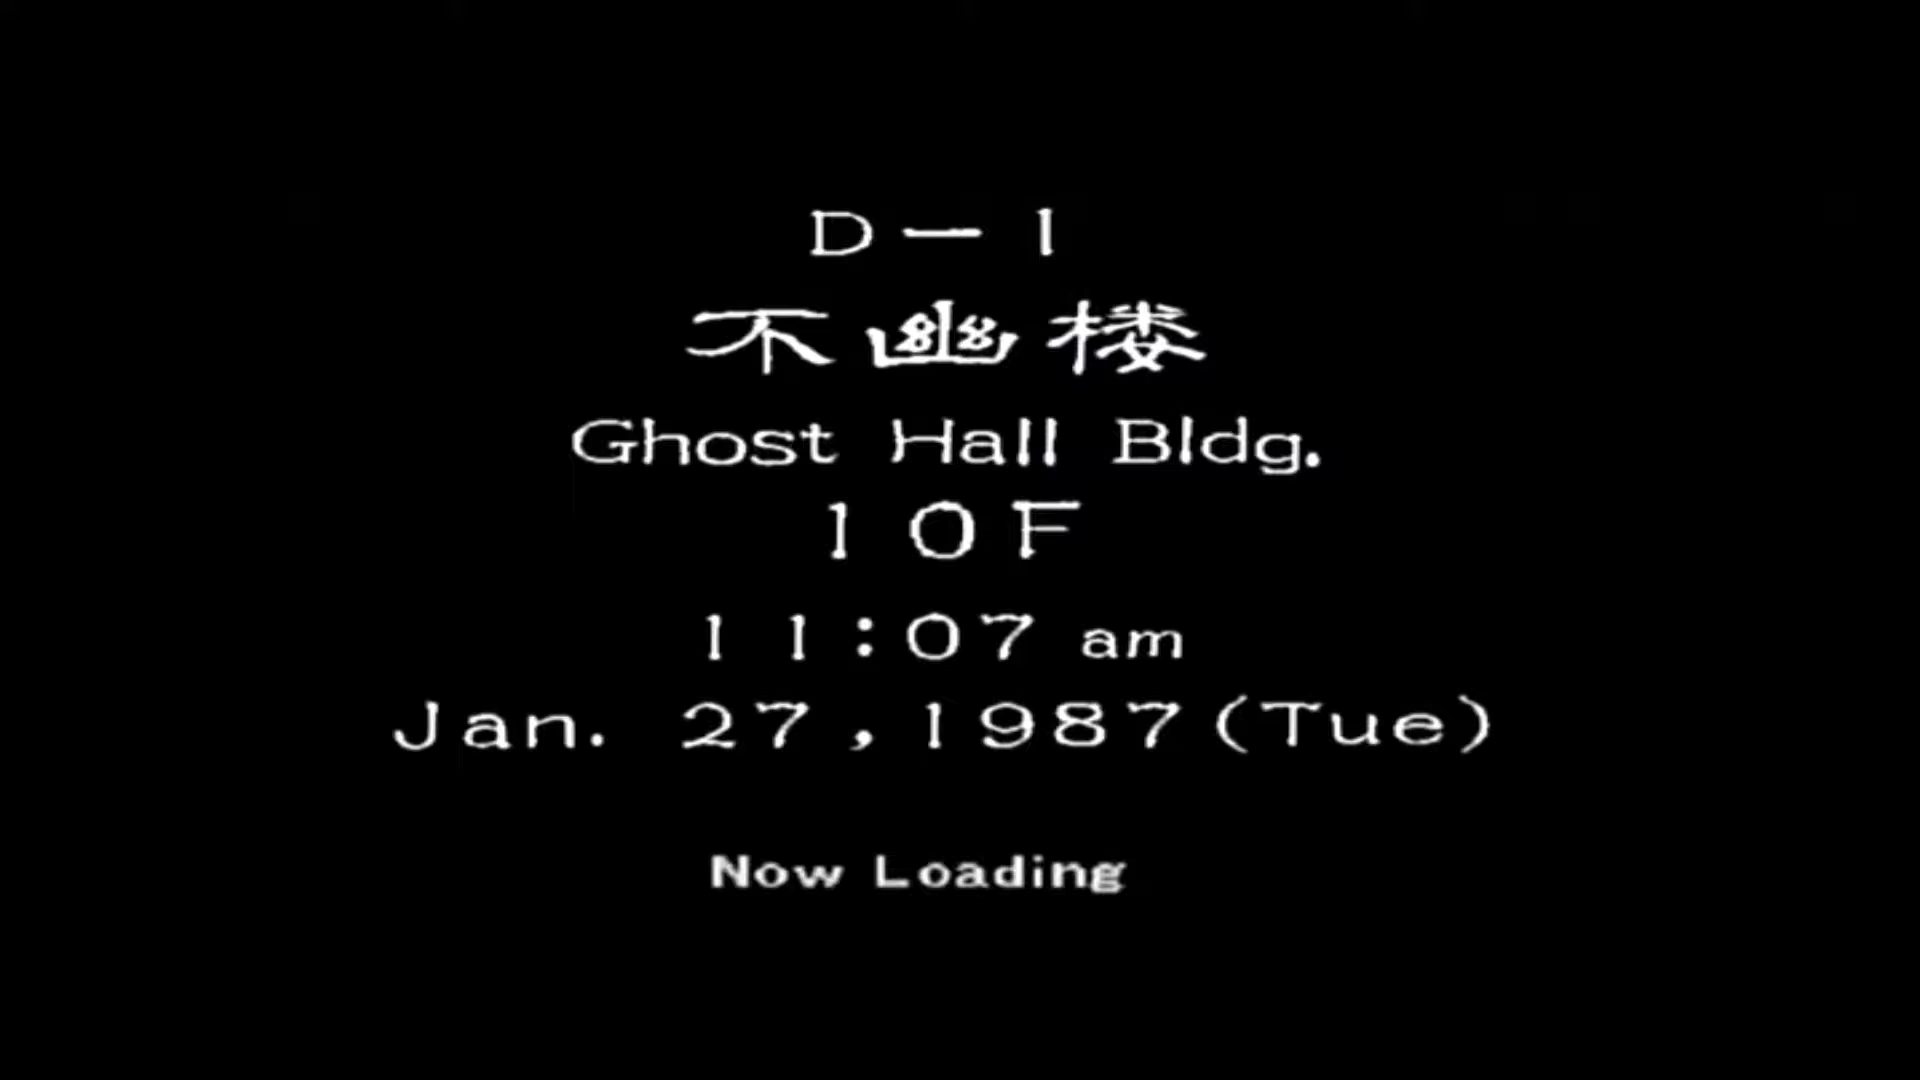 D－1
不幽楼
Ghost Hall Bldg.
10F
11:07 am
Jan. 27,1987(Tue)
Now Loading